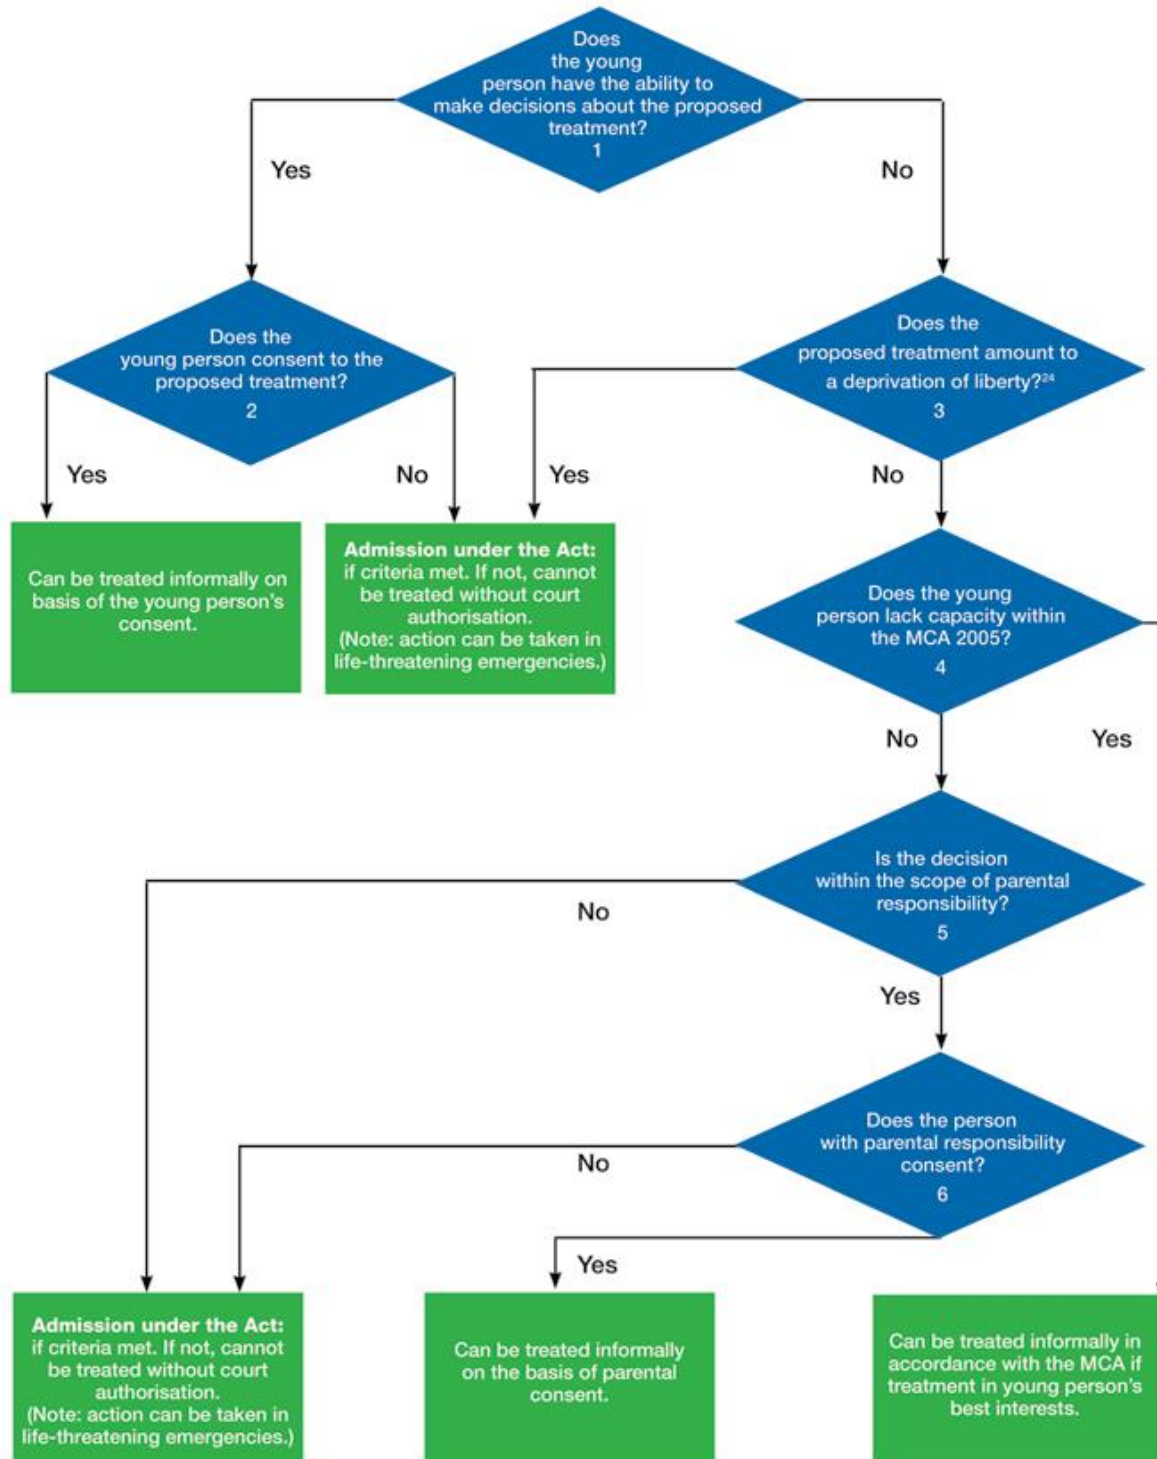 Does
the young
person have the ability to
make decisions about the proposed
treatment?
1
Yes
No
Does the
young person consent to the
proposed treatment?
2
Does the
proposed treatment amount to
a deprivation of liberty?²⁴
3
Yes
No
Yes
No
Can be treated informally on
basis of the young person's
consent.
Admission under the Act:
if criteria met. If not, cannot
be treated without court
authorisation.
(Note: action can be taken in
life-threatening emergencies.)
Does the young
person lack capacity within
the MCA 2005?
4
No
Yes
Is the decision
within the scope of parental
responsibility?
5
No
Yes
Does the person
with parental responsibility
consent?
6
No
Yes
Admission under the Act:
if criteria met. If not, cannot
be treated without court
authorisation.
(Note: action can be taken in
life-threatening emergencies.)
Can be treated informally
on the basis of parental
consent.
Can be treated informally in
accordance with the MCA if
treatment in young person's
best interests.